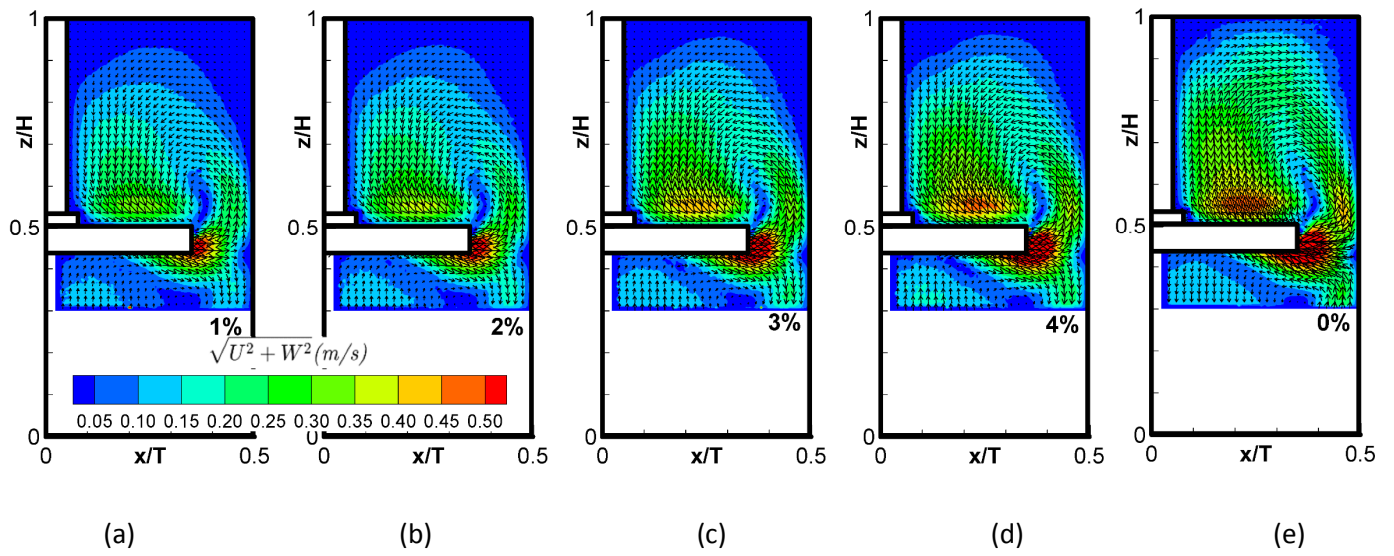 1 1 1 1 1
z/H z/H z/H z/H z/H
0.5 0.5 0.5 0.5 0.5
1% 2% 3% 4% 0%
√U² + W² (m/s)
0.05 0.10 0.15 0.20 0.25 0.30 0.35 0.40 0.45 0.50
0 0 0 0 0
0 x/T 0.5 0 x/T 0.5 0 x/T 0.5 0 x/T 0.5 0 x/T 0.5
(a) (b) (c) (d) (e)